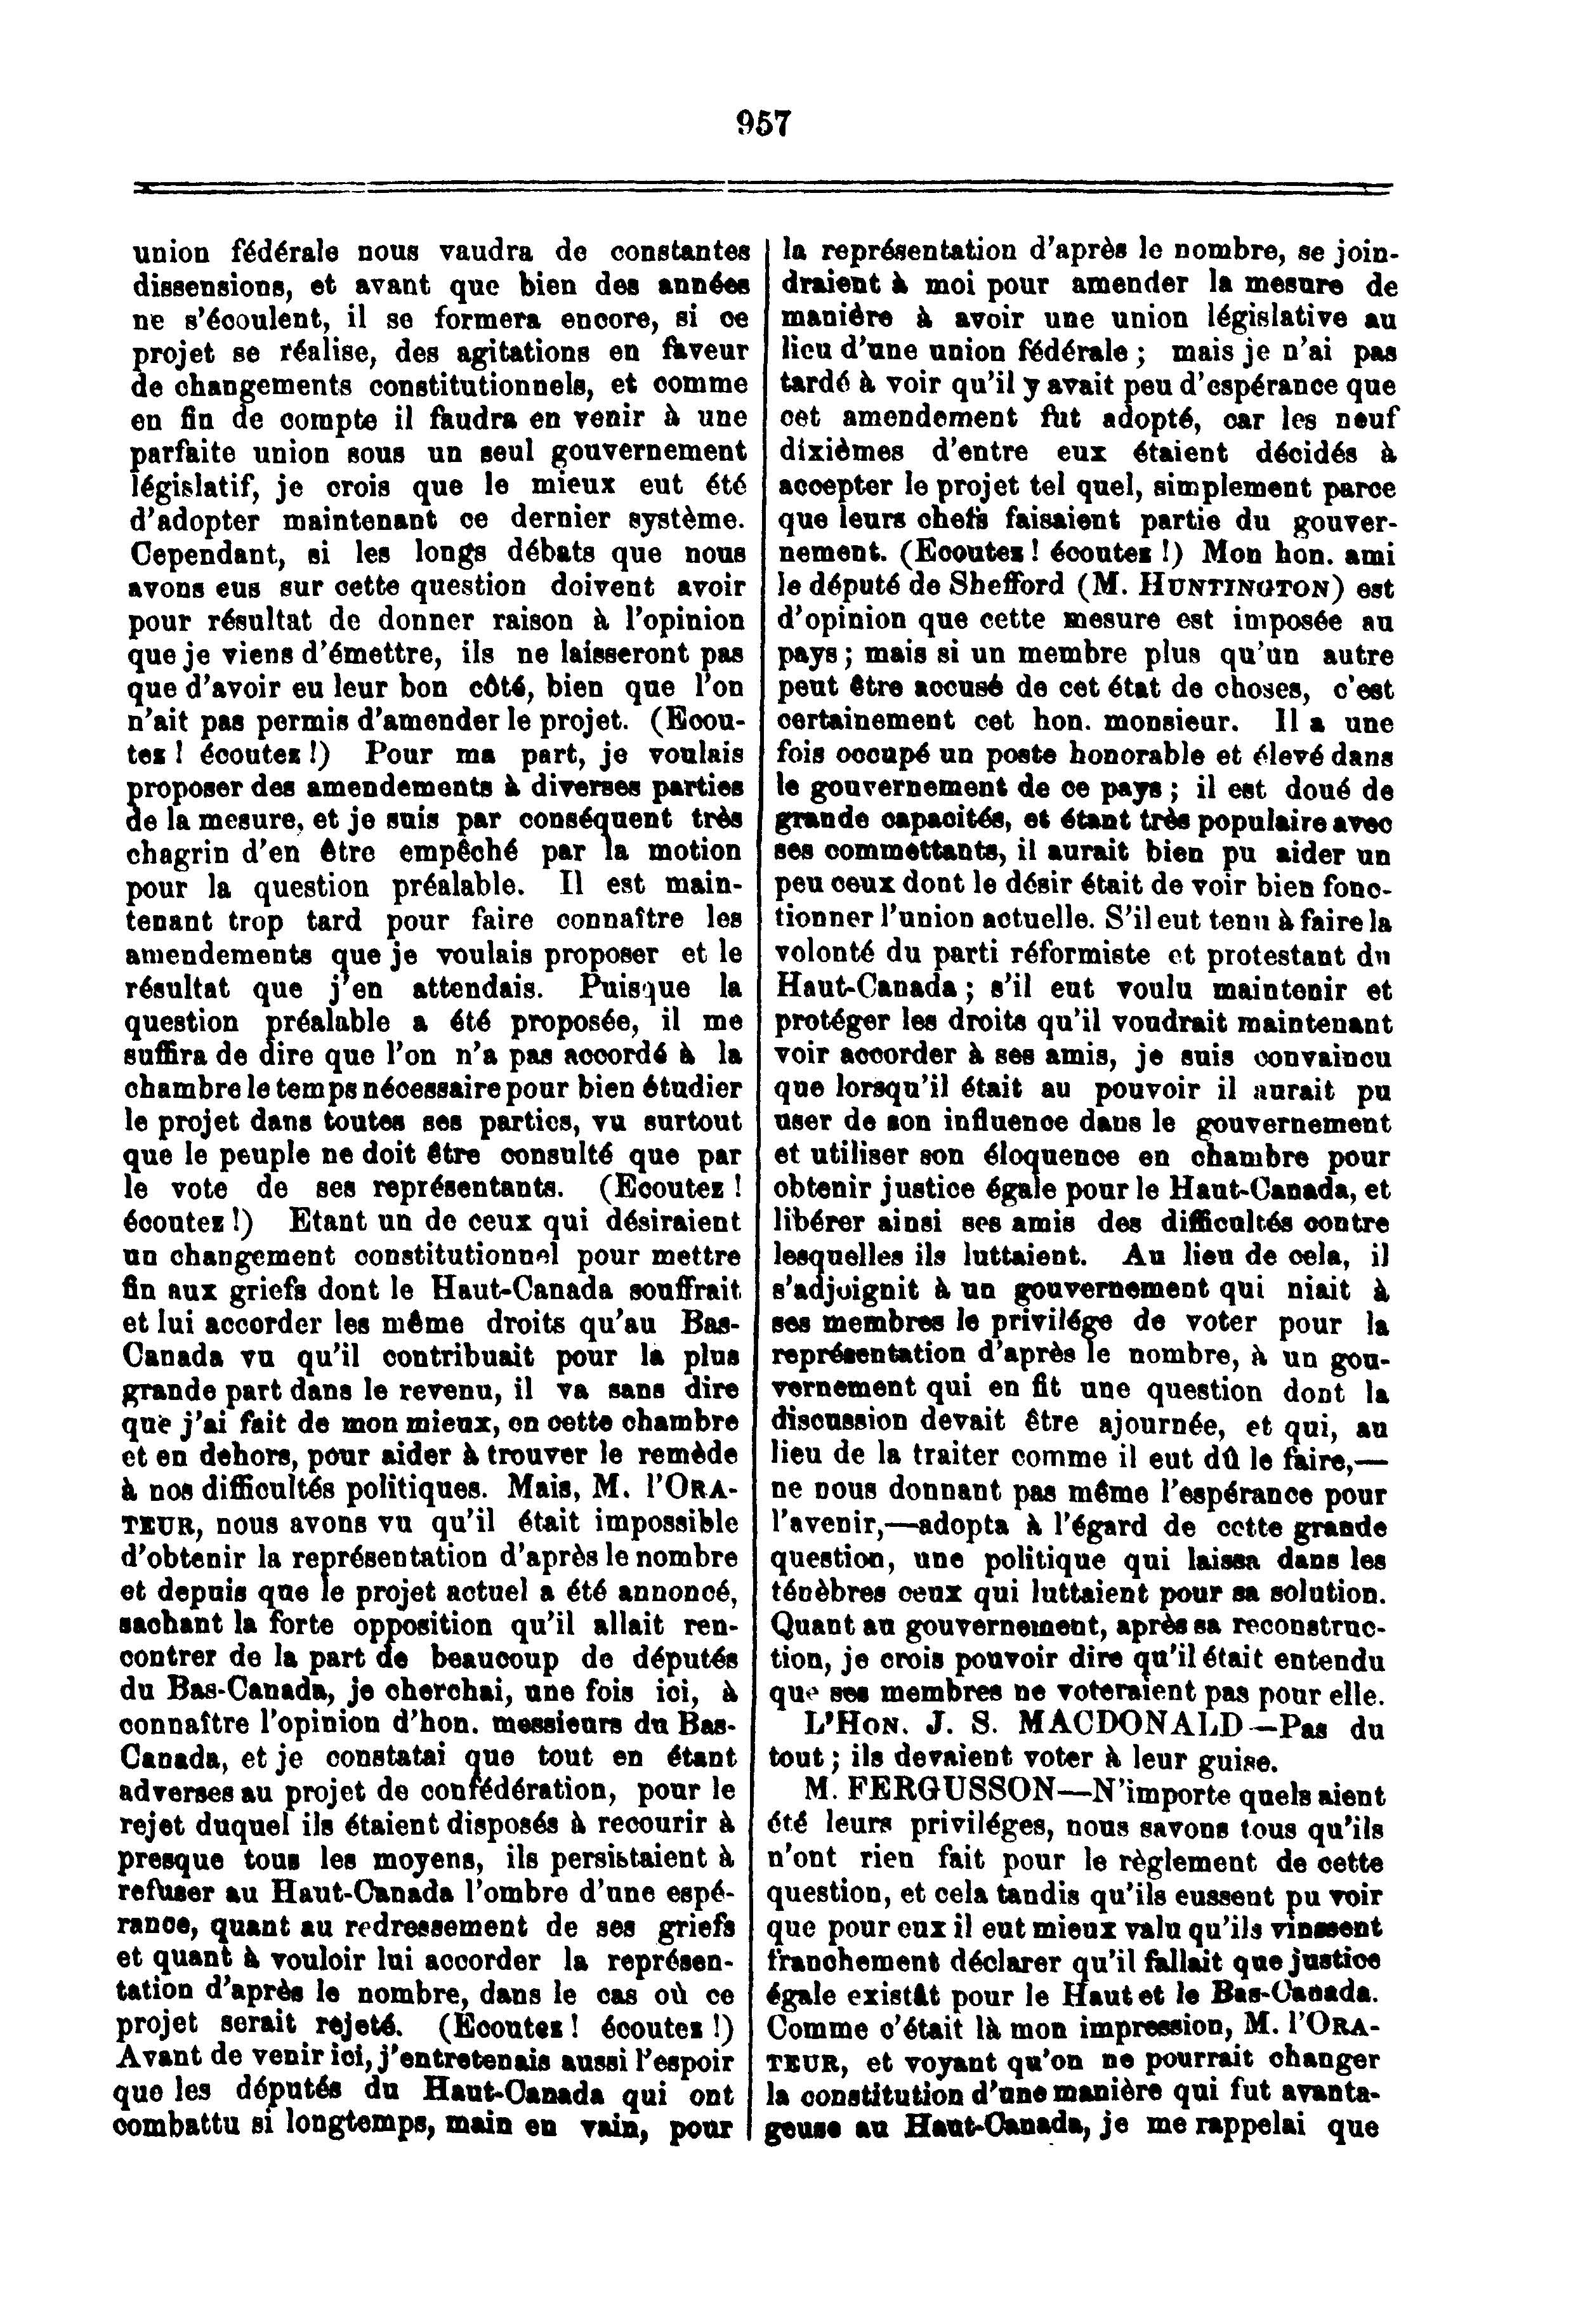 957
union fédérale nous vaudra de constantes
dissensions, et avant que bien des années
ne s'écoulent, il se formera encore, si ce
projet se réalise, des agitations en faveur
de changements constitutionnels, et comme
en fin de compte il faudra en venir à une
parfaite union sous un seul gouvernement
législatif, je crois que le mieux eut été
d'adopter maintenant ce dernier système.
Cependant, si les longs débats que nous
avons eus sur cette question doivent avoir
pour résultat de donner raison à l'opinion
que je viens d'émettre, ils ne laisseront pas
que d'avoir eu leur bon côté, bien que l'on
n'ait pas permis d'amender le projet. (Ecou-
tez ! écoutez !) Pour ma part, je voulais
proposer des amendements à diverses parties
de la mesure, et je suis par conséquent très
chagrin d'en être empêché par la motion
pour la question préalable. Il est main-
tenant trop tard pour faire connaître les
amendements que je voulais proposer et le
résultat que j'en attendais. Puisque la
question préalable a été proposée, il me
suffira de dire que l'on n'a pas accordé à la
chambre le temps nécessaire pour bien étudier
le projet dans toutes ses parties, vu surtout
que le peuple ne doit être consulté que par
le vote de ses représentants. (Ecoutez !
écoutez !) Etant un de ceux qui désiraient
un changement constitutionnel pour mettre
fin aux griefs dont le Haut-Canada souffrait
et lui accorder les même droits qu'au Bas-
Canada vu qu'il contribuait pour la plus
grande part dans le revenu, il va sans dire
que j'ai fait de mon mieux, en cette chambre
et en dehors, pour aider à trouver le remède
à nos difficultés politiques. Mais, M. l'ORA-
TEUR, nous avons vu qu'il était impossible
d'obtenir la représentation d'après le nombre
et depuis que le projet actuel a été annoncé,
sachant la forte opposition qu'il allait ren-
contrer de la part de beaucoup de députés
du Bas-Canada, je cherchai, une fois ici, à
connaître l'opinion d'hon. messieurs du Bas-
Canada, et je constatai que tout en étant
adverses au projet de confédération, pour le
rejet duquel ils étaient disposés à recourir à
presque tous les moyens, ils persistaient à
refuser au Haut-Canada l'ombre d'une espé-
rance, quant au redressement de ses griefs
et quant à vouloir lui accorder la représen-
tation d'après le nombre, dans le cas où ce
projet serait rejeté. (Ecoutez ! écoutez !)
Avant de venir ici, j'entretenais aussi l'espoir
que les députés du Haut-Canada qui ont
combattu si longtemps, main en vain, pour
la représentation d'après le nombre, se join-
draient à moi pour amender la mesure de
manière à avoir une union législative au
lieu d'une union fédérale ; mais je n'ai pas
tardé à voir qu'il y avait peu d'espérance que
cet amendement fut adopté, car les neuf
dixièmes d'entre eux étaient décidés à
accepter le projet tel quel, simplement parce
que leurs chefs faisaient partie du gouver-
nement. (Ecoutez ! écoutez !) Mon hon. ami
le député de Shefford (M. HUNTINGTON) est
d'opinion que cette mesure est imposée au
pays ; mais si un membre plus qu'un autre
peut être accusé de cet état de choses, c'est
certainement cet hon. monsieur. Il a une
fois occupé un poste honorable et élevé dans
le gouvernement de ce pays ; il est doué de
grande capacités, et étant très populaire avec
ses commettants, il aurait bien pu aider un
peu ceux dont le désir était de voir bien fonc-
tionner l'union actuelle. S'il eut tenu à faire la
volonté du parti réformiste et protestant du
Haut-Canada ; s'il eut voulu maintenir et
protéger les droits qu'il voudrait maintenant
voir accorder à ses amis, je suis convaincu
que lorsqu'il était au pouvoir il aurait pu
user de son influence dans le gouvernement
et utiliser son éloquence en chambre pour
obtenir justice égale pour le Haut-Canada, et
libérer ainsi ses amis des difficultés contre
lesquelles ils luttaient. Au lieu de cela, il
s'adjoignit à un gouvernement qui niait à
ses membres le privilége de voter pour la
représentation d'après le nombre, à un gou-
vernement qui en fit une question dont la
discussion devait être ajournée, et qui, au
lieu de la traiter comme il eut dû le faire,—
ne nous donnant pas même l'espérance pour
l'avenir,—adopta à l'égard de cette grande
question, une politique qui laissa dans les
ténèbres ceux qui luttaient pour sa solution.
Quant au gouvernement, après sa reconstruc-
tion, je crois pouvoir dire qu'il était entendu
que ses membres ne voteraient pas pour elle.
L'HON. J. S. MACDONALD—Pas du
tout ; ils devaient voter à leur guise.
M. FERGUSSON—N'importe quels aient
été leurs priviléges, nous savons tous qu'ils
n'ont rien fait pour le règlement de cette
question, et cela tandis qu'ils eussent pu voir
que pour eux il eut mieux valu qu'ils vinssent
franchement déclarer qu'il fallait que justice
égale existât pour le Haut et le Bas-Canada.
Comme c'était là mon impression, M. l'ORA-
TEUR, et voyant qu'on ne pourrait changer
la constitution d'une manière qui fut avanta-
geuse au Haut-Canada, je me rappelai que